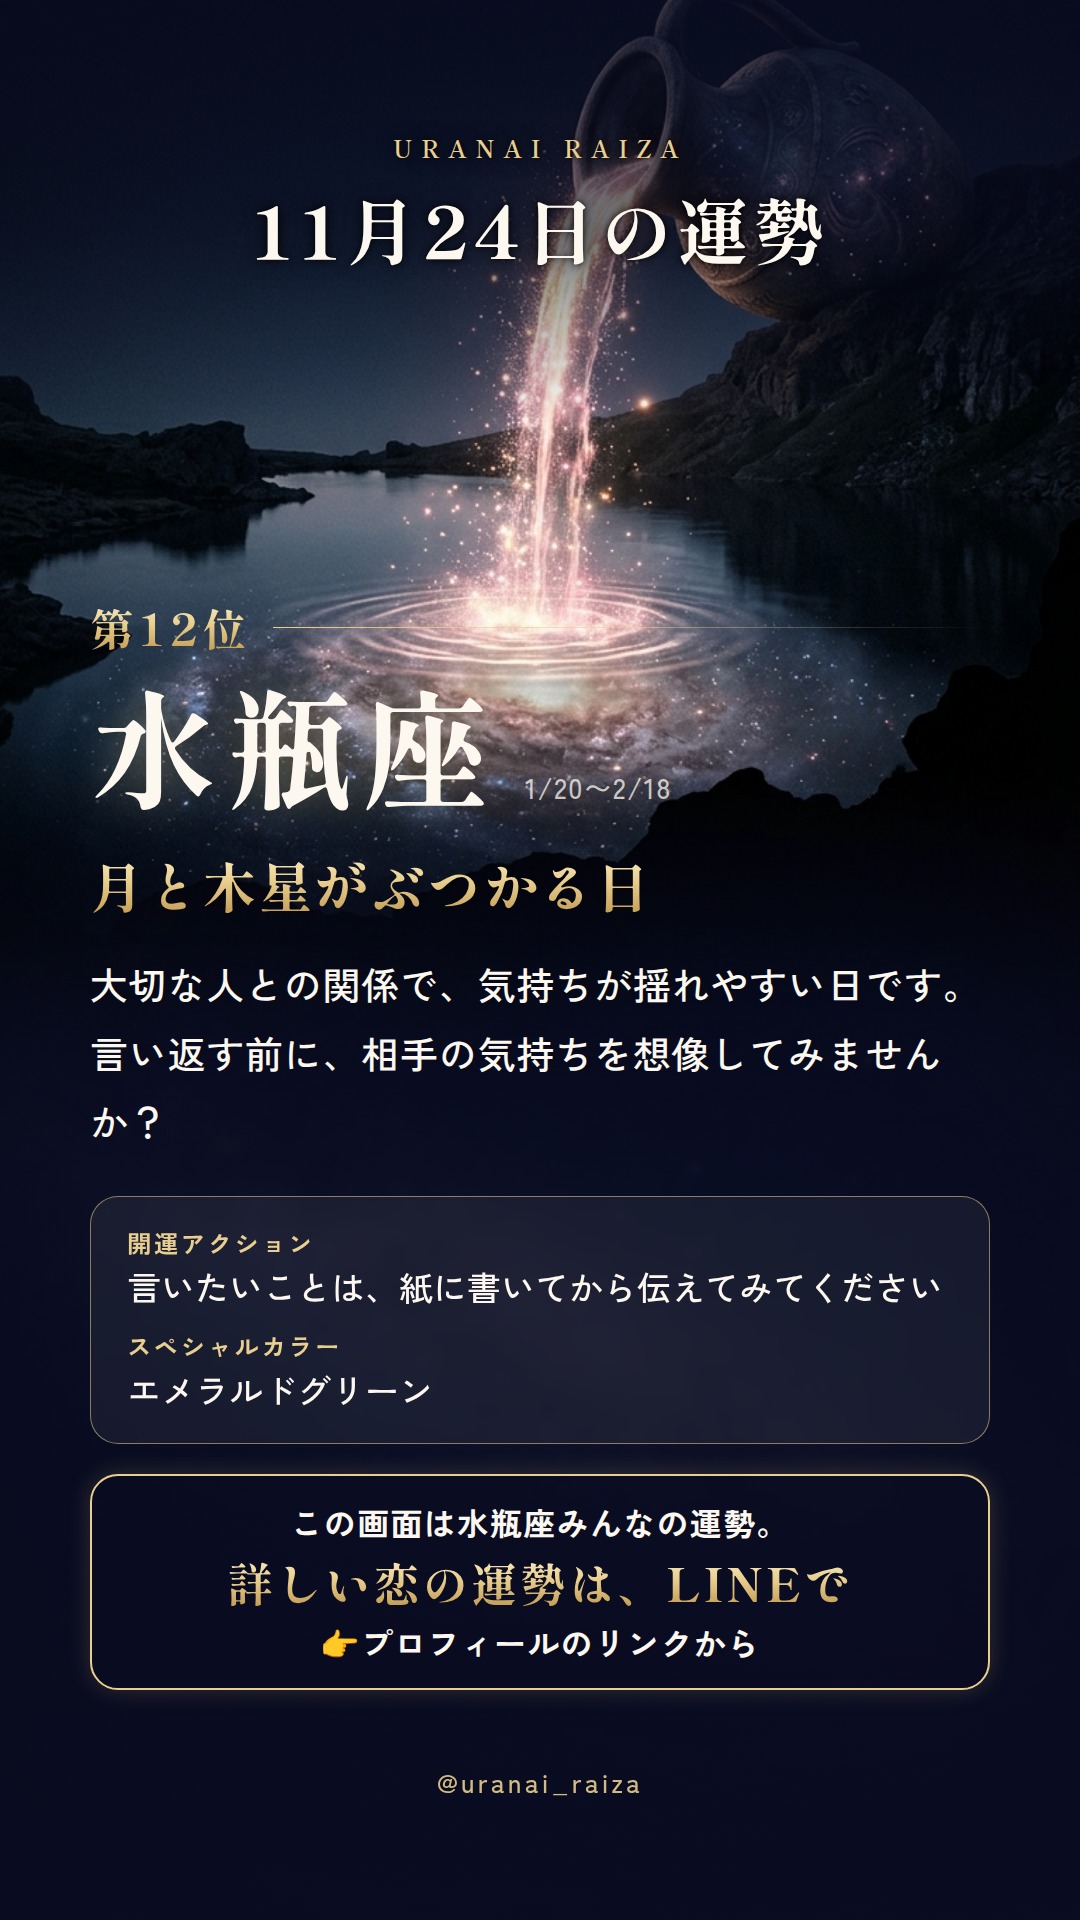 URANAI RAIZA
11月24日の運勢
第12位
水瓶座 1/20〜2/18
月と木星がぶつかる日
大切な人との関係で、気持ちが揺れやすい日です。
言い返す前に、相手の気持ちを想像してみません
か？
開運アクション
言いたいことは、紙に書いてから伝えてみてください
スペシャルカラー
エメラルドグリーン
この画面は水瓶座みんなの運勢。
詳しい恋の運勢は、LINEで
👉プロフィールのリンクから
@uranai_raiza